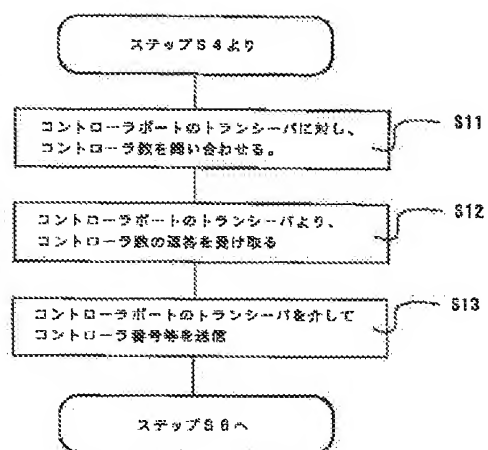 ステップS4より
コントローラポートのトランシーバに対し、
コントローラ数を問い合わせる。
S11
コントローラポートのトランシーバより、
コントローラ数の返答を受け取る
S12
コントローラポートのトランシーバを介して
コントローラ番号等を送信
S13
ステップS6へ